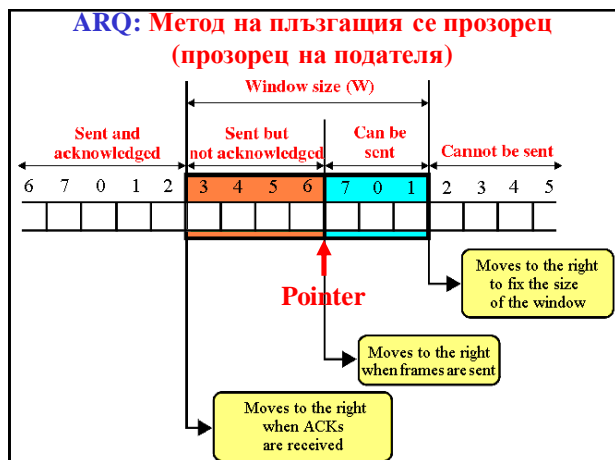 ARQ: Метод на плъзгащия се прозорец
(прозорец на подателя)
Window size (W)
Sent and
acknowledged
Sent but
not acknowledged
Can be
sent
Cannot be sent
6 7 0 1 2 3 4 5 6 7 0 1 2 3 4 5
Pointer
Moves to the right
to fix the size
of the window
Moves to the right
when frames are sent
Moves to the right
when ACKs
are received